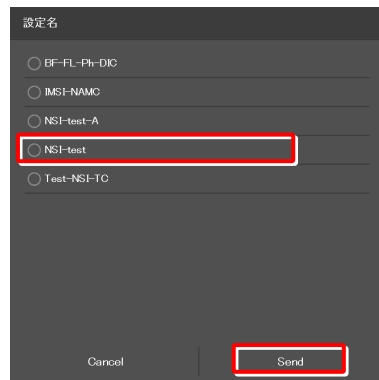 設定名
BF-FL-Ph-DIC
IMSI-NAMC
NSI-test-A
NSI-test
Test-NSI-TC
Cancel
Send